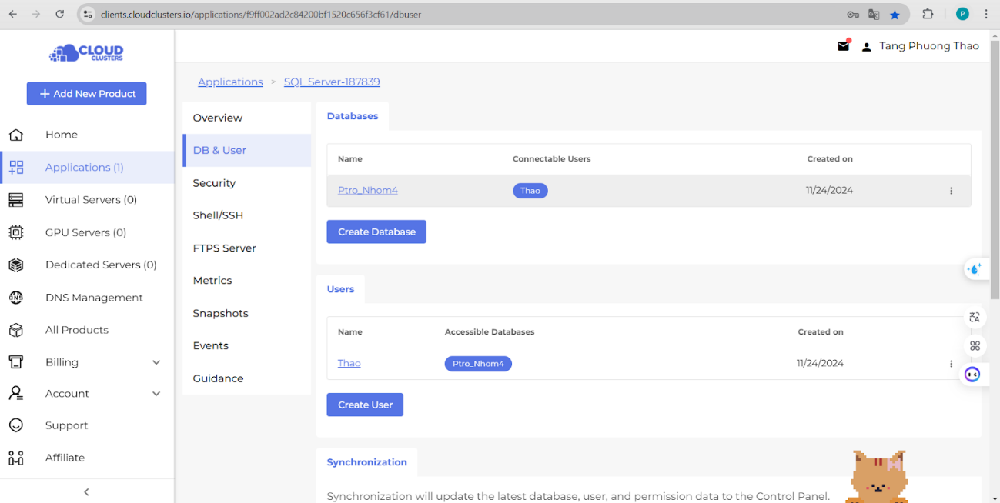 clients.cloudclusters.io/applications/f9ff002ad2c84200bf1520c656f3cf61/dbuser
P
CLOUD
CLUSTERS
Tang Phuong Thao
+ Add New Product
Applications > SQL Server-187839
Home
Applications (1)
Virtual Servers (0)
GPU Servers (0)
Dedicated Servers (0)
DNS Management
All Products
Billing
Account
Support
Affiliate
Overview
DB & User
Security
Shell/SSH
FTPS Server
Metrics
Snapshots
Events
Guidance
Databases
Name Connectable Users Created on
Ptro_Nhom4 Thao 11/24/2024
Create Database
Users
Name Accessible Databases Created on
Thao Ptro_Nhom4 11/24/2024
Create User
Synchronization
Synchronization will update the latest database, user, and permission data to the Control Panel.